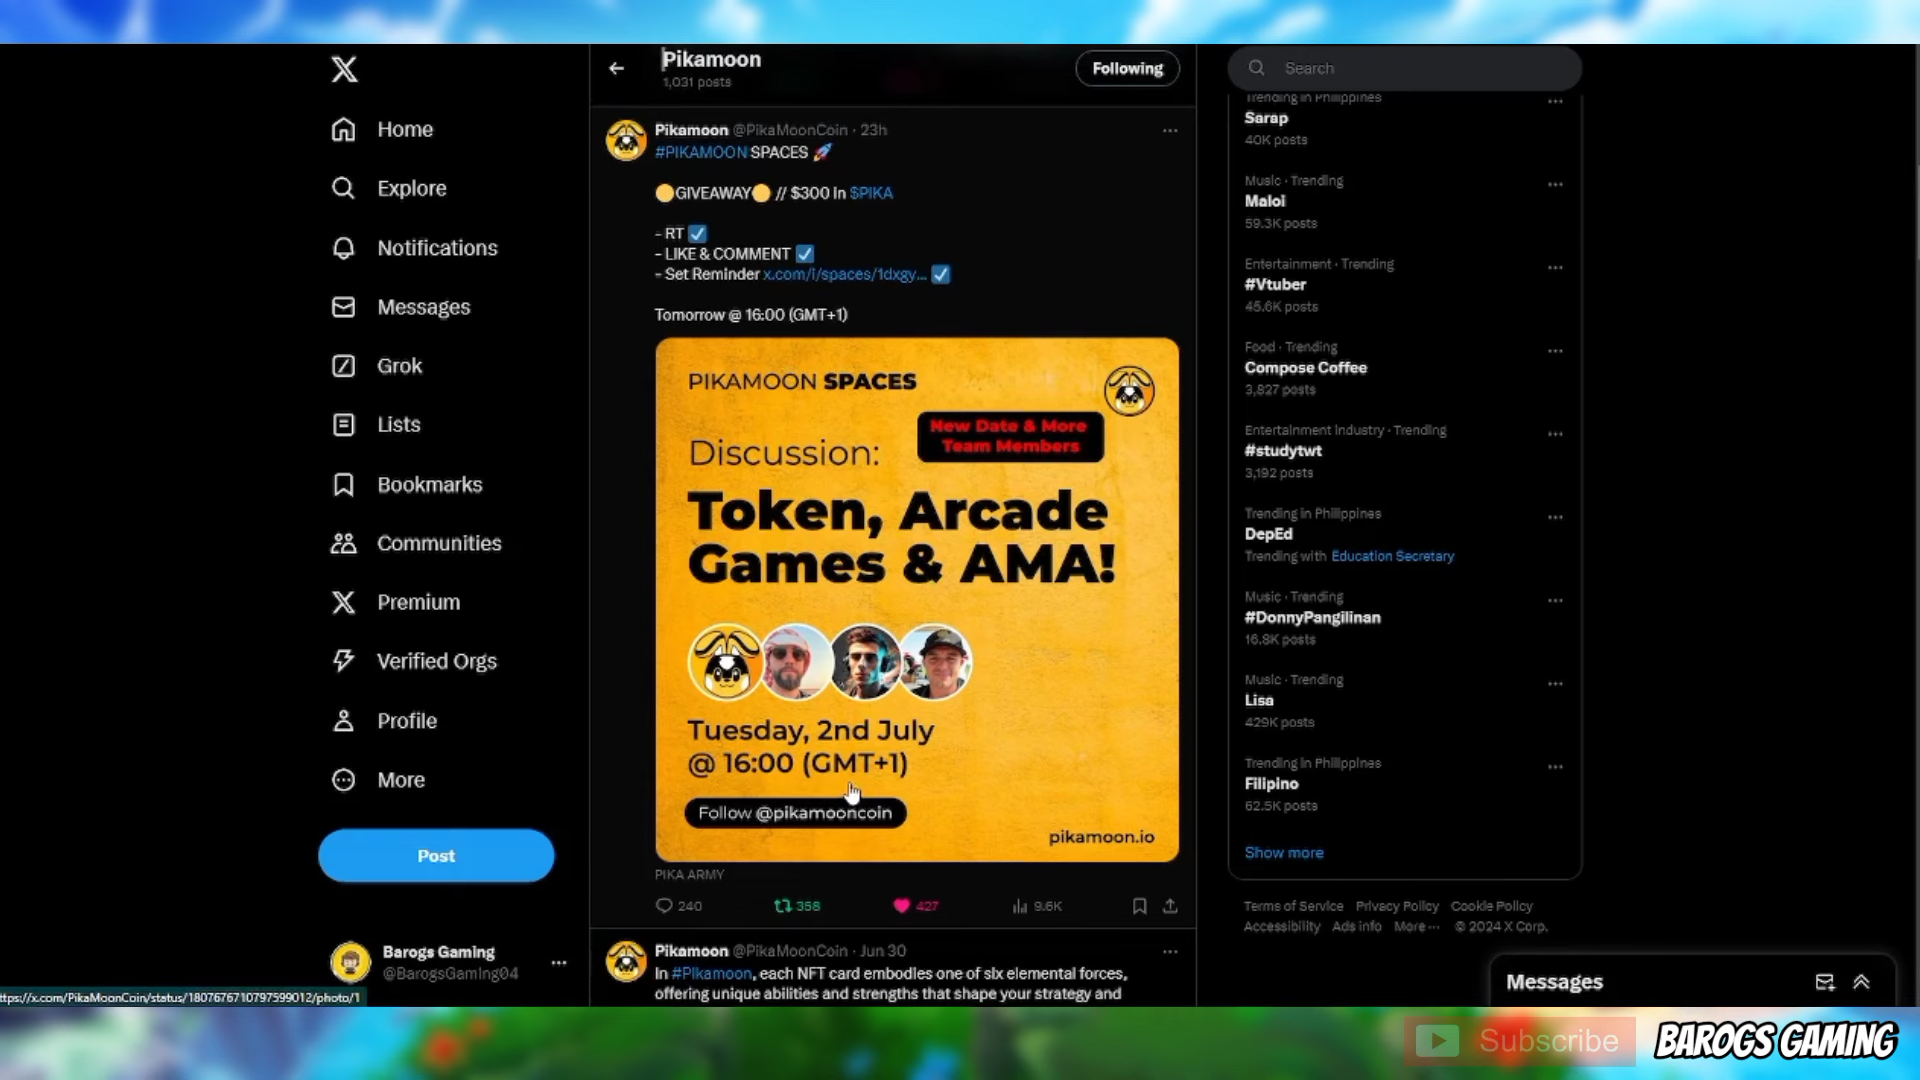 Home
Explore
Notifications
Messages
Grok
Lists
Bookmarks
Communities
Premium
Verified Orgs
Profile
More
Post
Barogs Gaming
@BarogsGaming04
ttps://x.com/PikaMoonCoin/status/1807676710797599012/photo/1
Pikamoon
1,031 posts
Following
Pikamoon @PikaMoonCoin · 23h
#PIKAMOON SPACES 🚀
🟡GIVEAWAY🟡 // $300 in $PIKA
- RT ☑️
- LIKE & COMMENT ☑️
- Set Reminder x.com/i/spaces/1dxgy... ☑️
Tomorrow @ 16:00 (GMT+1)
PIKAMOON SPACES
New Date & More
Team Members
Discussion:
Token, Arcade
Games & AMA!
Tuesday, 2nd July
@ 16:00 (GMT+1)
Follow @pikamooncoin
pikamoon.io
PIKA ARMY
240
358
427
9.6K
Pikamoon @PikaMoonCoin · Jun 30
In #Pikamoon, each NFT card embodies one of six elemental forces,
offering unique abilities and strengths that shape your strategy and
Search
Trending in Philippines
Sarap
40K posts
Music · Trending
Maloi
59.3K posts
Entertainment · Trending
#Vtuber
45.6K posts
Food · Trending
Compose Coffee
3,827 posts
Entertainment industry · Trending
#studytwt
3,192 posts
Trending in Philippines
DepEd
Trending with Education Secretary
Music · Trending
#DonnyPangilinan
16.8K posts
Music · Trending
Lisa
429K posts
Trending in Philippines
Filipino
62.5K posts
Show more
Terms of Service Privacy Policy Cookie Policy
Accessibility Ads info More ··· © 2024 X Corp.
Messages
Subscribe
BAROGS GAMING